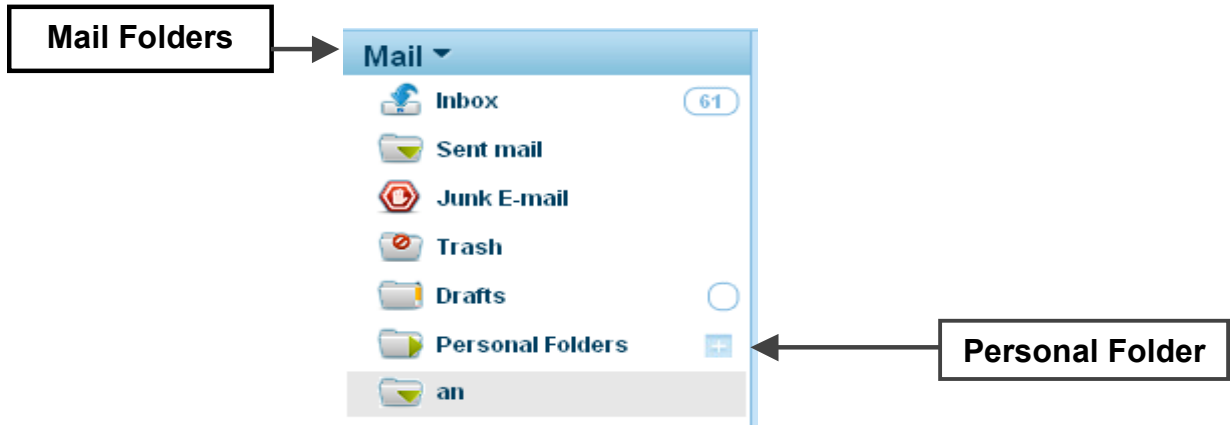 Mail Folders
Mail
Inbox 61
Sent mail
Junk E-mail
Trash
Drafts
Personal Folders
Personal Folder
an